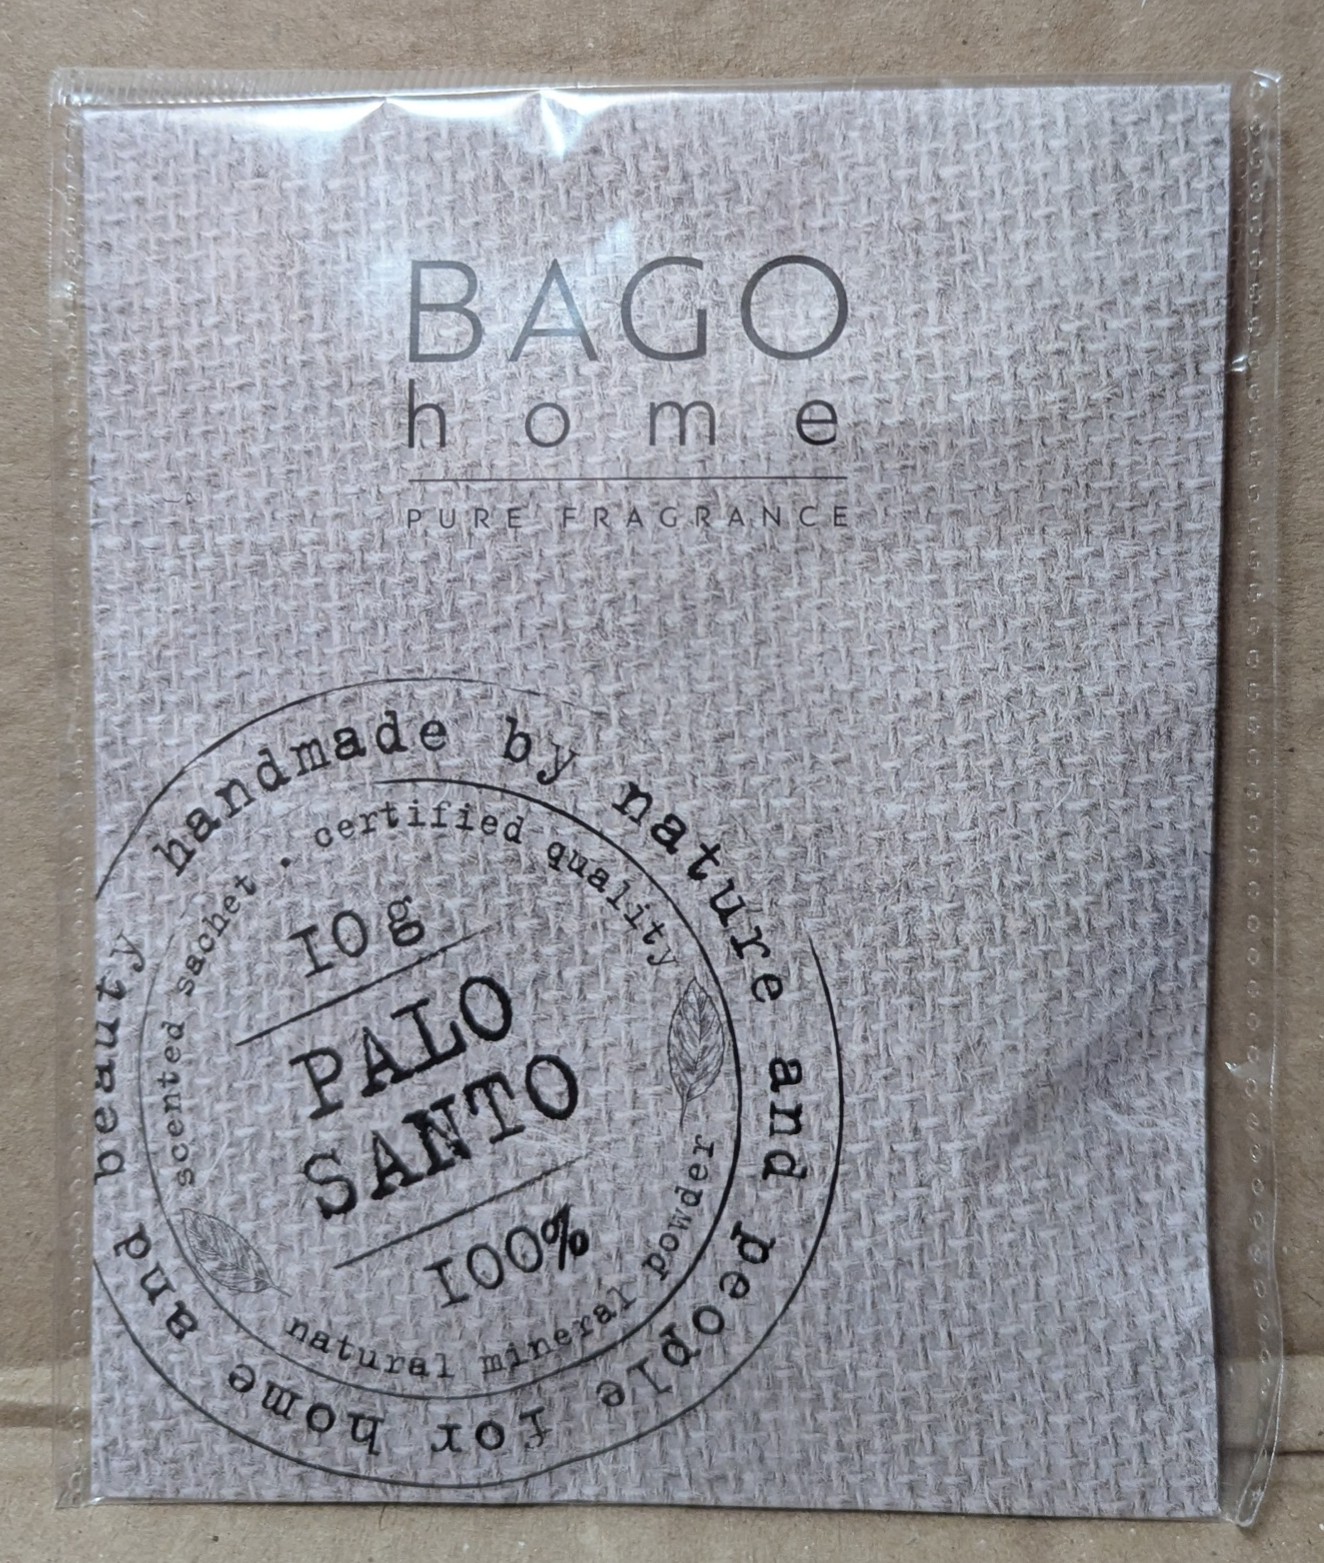 BAGO
home
PURE FRAGRANCE
handmade by nature and people for home and beauty
scented sachet • certified quality
10 g
PALO
SANTO
100%
natural mineral powder